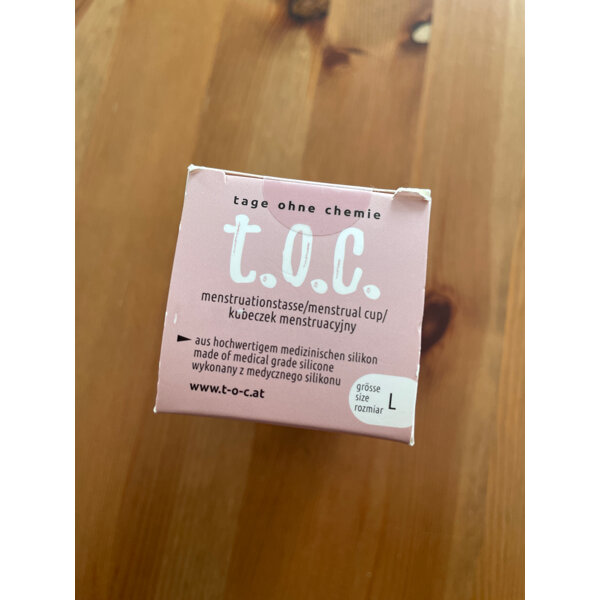 tage ohne chemie
t.o.c.
menstruationstasse/menstrual cup/
kubeczek menstruacyjny
aus hochwertigem medizinischen silikon
made of medical grade silicone
wykonany z medycznego silikonu
www.t-o-c.at
grösse
size
rozmiar
L